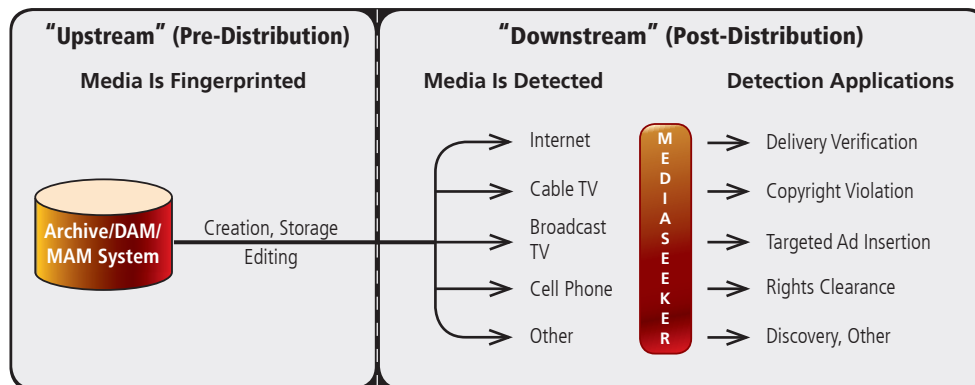 “Upstream” (Pre-Distribution)
Media Is Fingerprinted
Archive/DAM/
MAM System
Creation, Storage
Editing
“Downstream” (Post-Distribution)
Media Is Detected
Internet
Cable TV
Broadcast
TV
Cell Phone
Other
MEDIASEEKER
Detection Applications
Delivery Verification
Copyright Violation
Targeted Ad Insertion
Rights Clearance
Discovery, Other